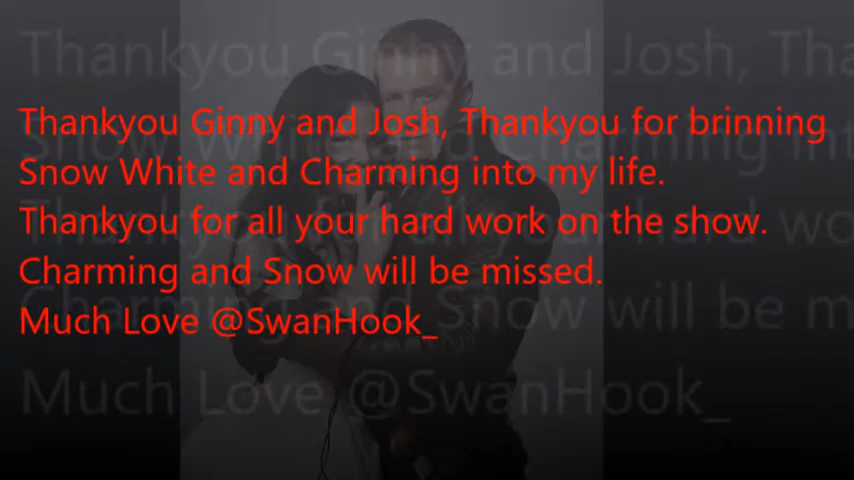 Thankyou Ginny and Josh, Thankyou for brinning
Snow White and Charming into my life.
Thankyou for all your hard work on the show.
Charming and Snow will be missed.
Much Love @SwanHook_